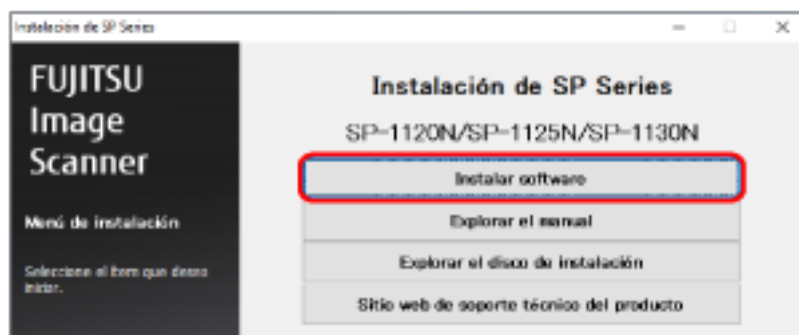 Instalación de SP Series
FUJITSU
Image
Scanner
Menú de instalación
Seleccione el ítem que desea
iniciar.
Instalación de SP Series
SP-1120N/SP-1125N/SP-1130N
Instalar software
Explorar el manual
Explorar el disco de instalación
Sitio web de soporte técnico del producto